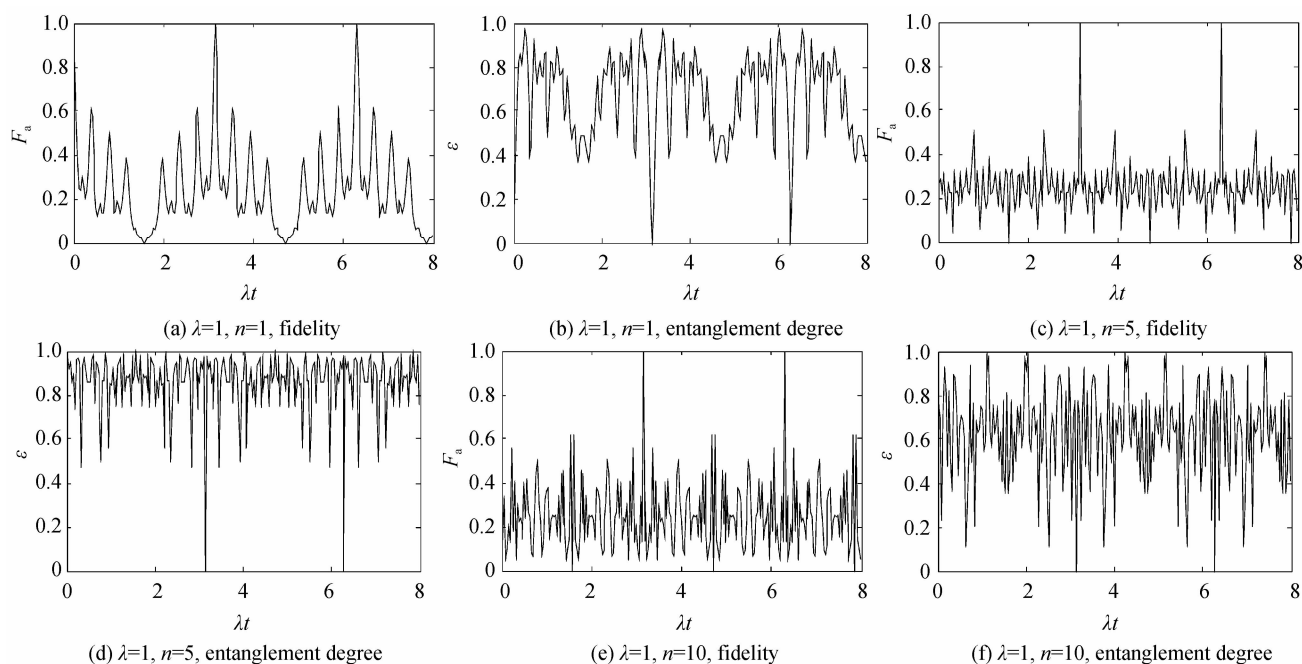 1.0
0.8
0.6
0.4
0.2
0
Fa
0 2 4 6 8
λt
(a) λ=1, n=1, fidelity
1.0
0.8
0.6
0.4
0.2
0
ε
0 2 4 6 8
λt
(b) λ=1, n=1, entanglement degree
1.0
0.8
0.6
0.4
0.2
0
Fa
0 2 4 6 8
λt
(c) λ=1, n=5, fidelity
1.0
0.8
0.6
0.4
0.2
0
ε
0 2 4 6 8
λt
(d) λ=1, n=5, entanglement degree
1.0
0.8
0.6
0.4
0.2
0
Fa
0 2 4 6 8
λt
(e) λ=1, n=10, fidelity
1.0
0.8
0.6
0.4
0.2
0
ε
0 2 4 6 8
λt
(f) λ=1, n=10, entanglement degree